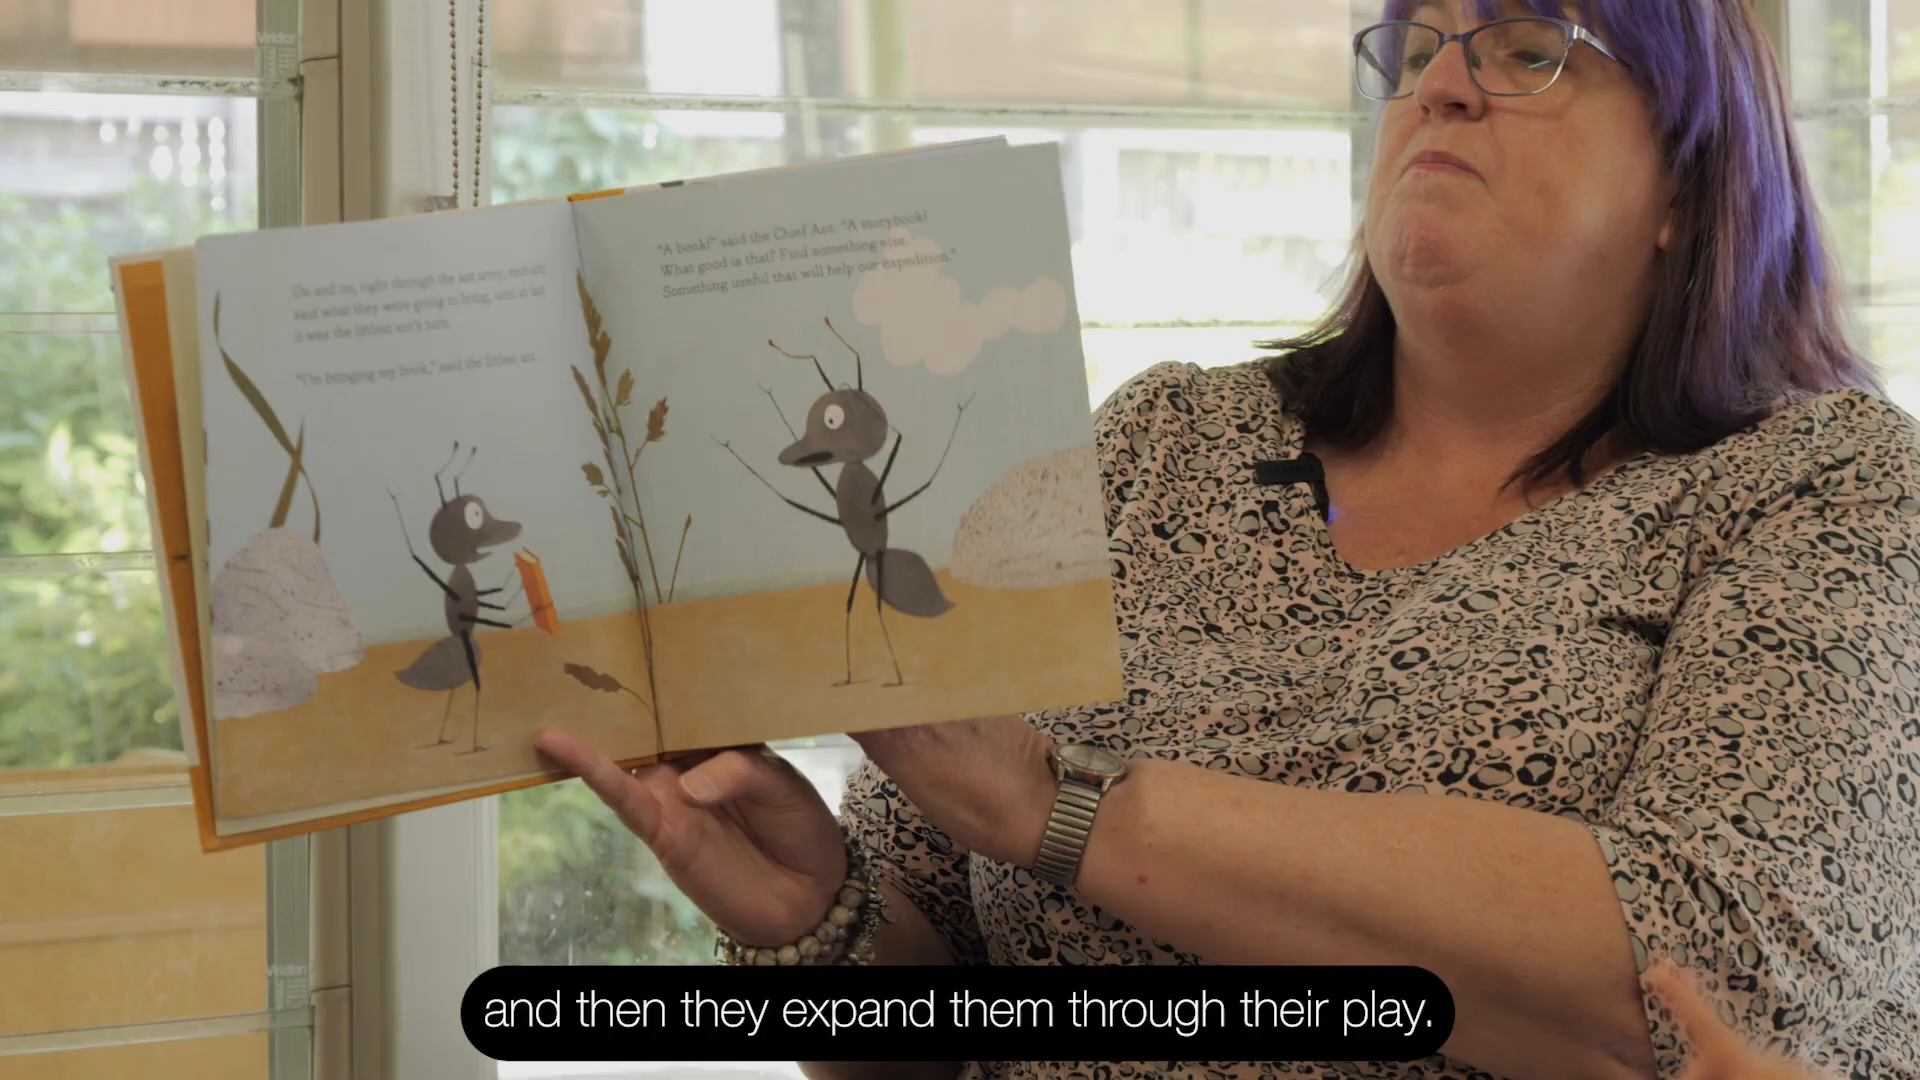 Viridian
On and on, right through the ant army, each ant
said what they were going to bring, until at last
it was the littlest ant's turn.
"I'm bringing my book," said the littlest ant.
"A book!" said the Chief Ant. "A storybook!
What good is that? Find something else.
Something useful that will help our expedition."
Viridian
and then they expand them through their play.